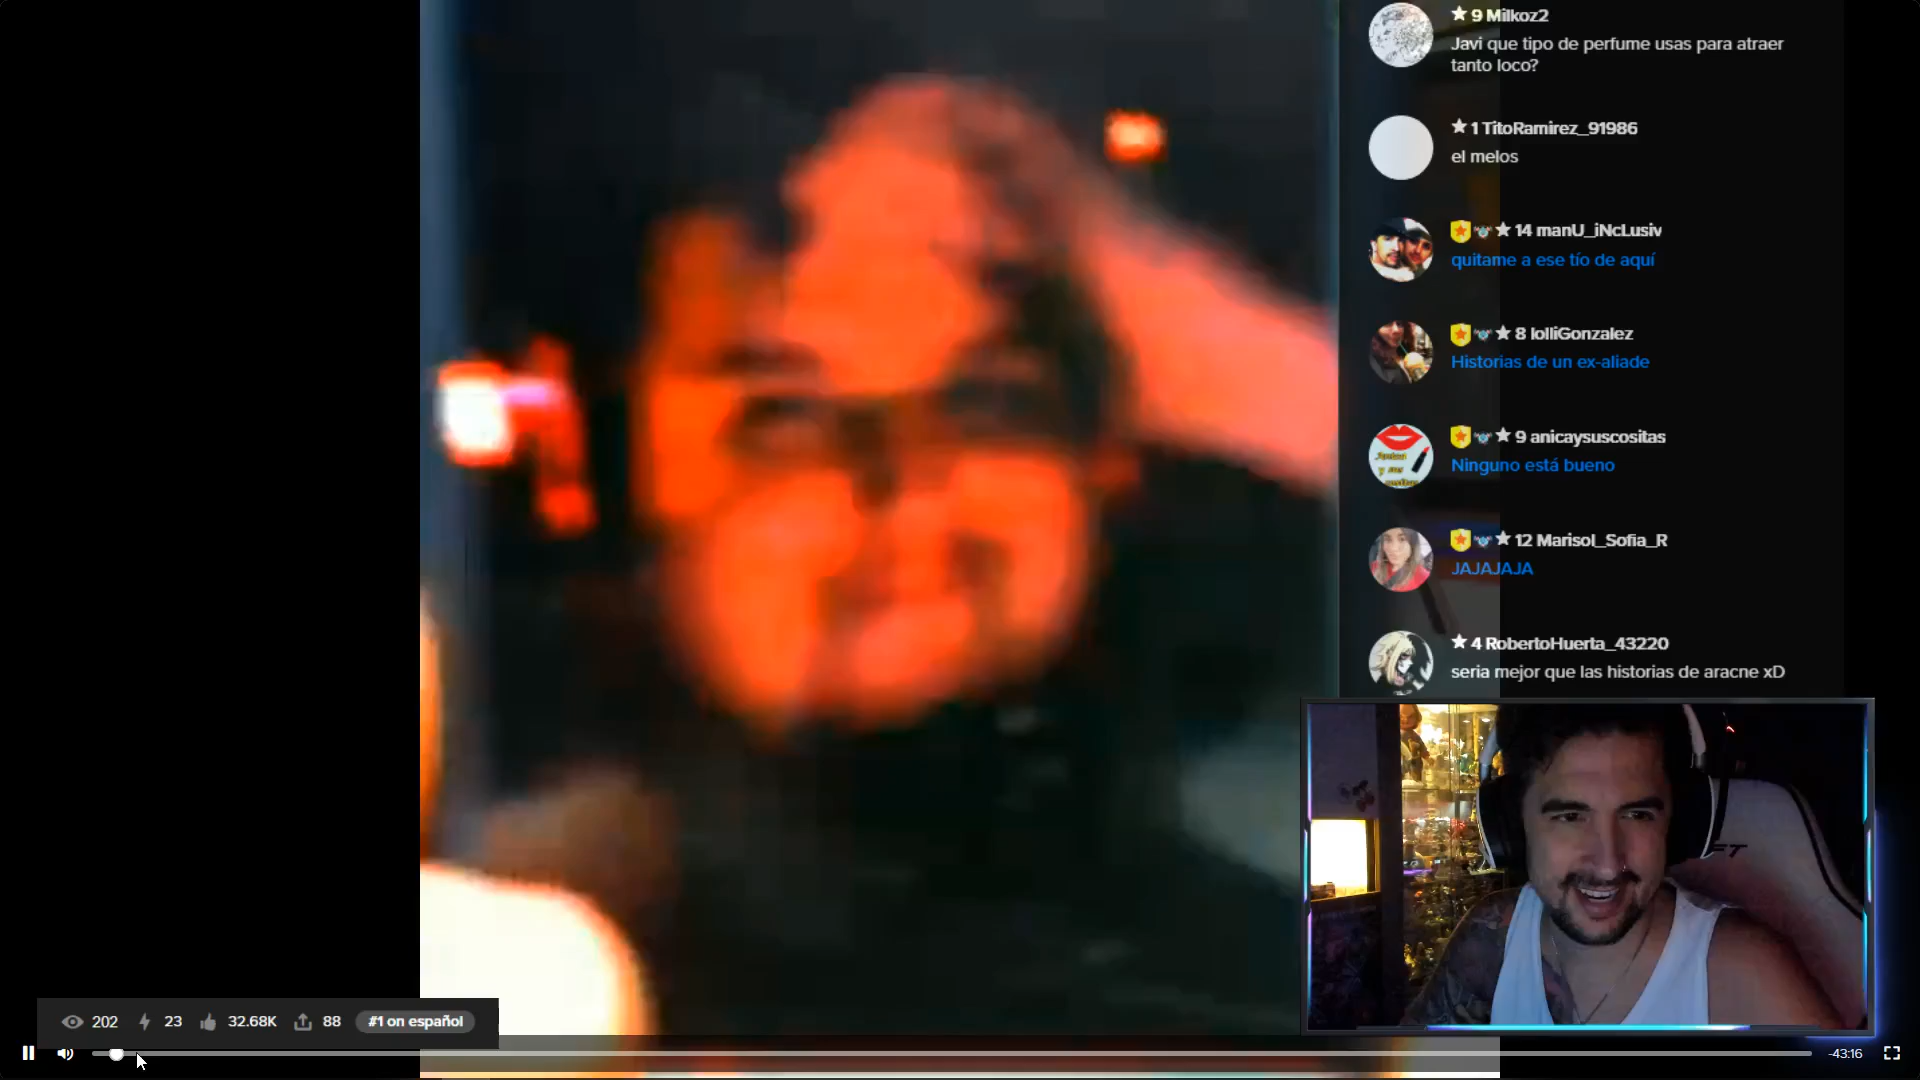 9 Milkoz2
Javi que tipo de perfume usas para atraer
tanto loco?
1 TitoRamirez_91986
el melos
14 manU_iNcLusiv
quitame a ese tío de aquí
8 lolliGonzalez
Historias de un ex-aliade
9 anicaysuscositas
Ninguno está bueno
12 Marisol_Sofia_R
JAJAJAJA
4 RobertoHuerta_43220
seria mejor que las historias de aracne xD
202 23 32.68K 88 #1 on español
-43:16